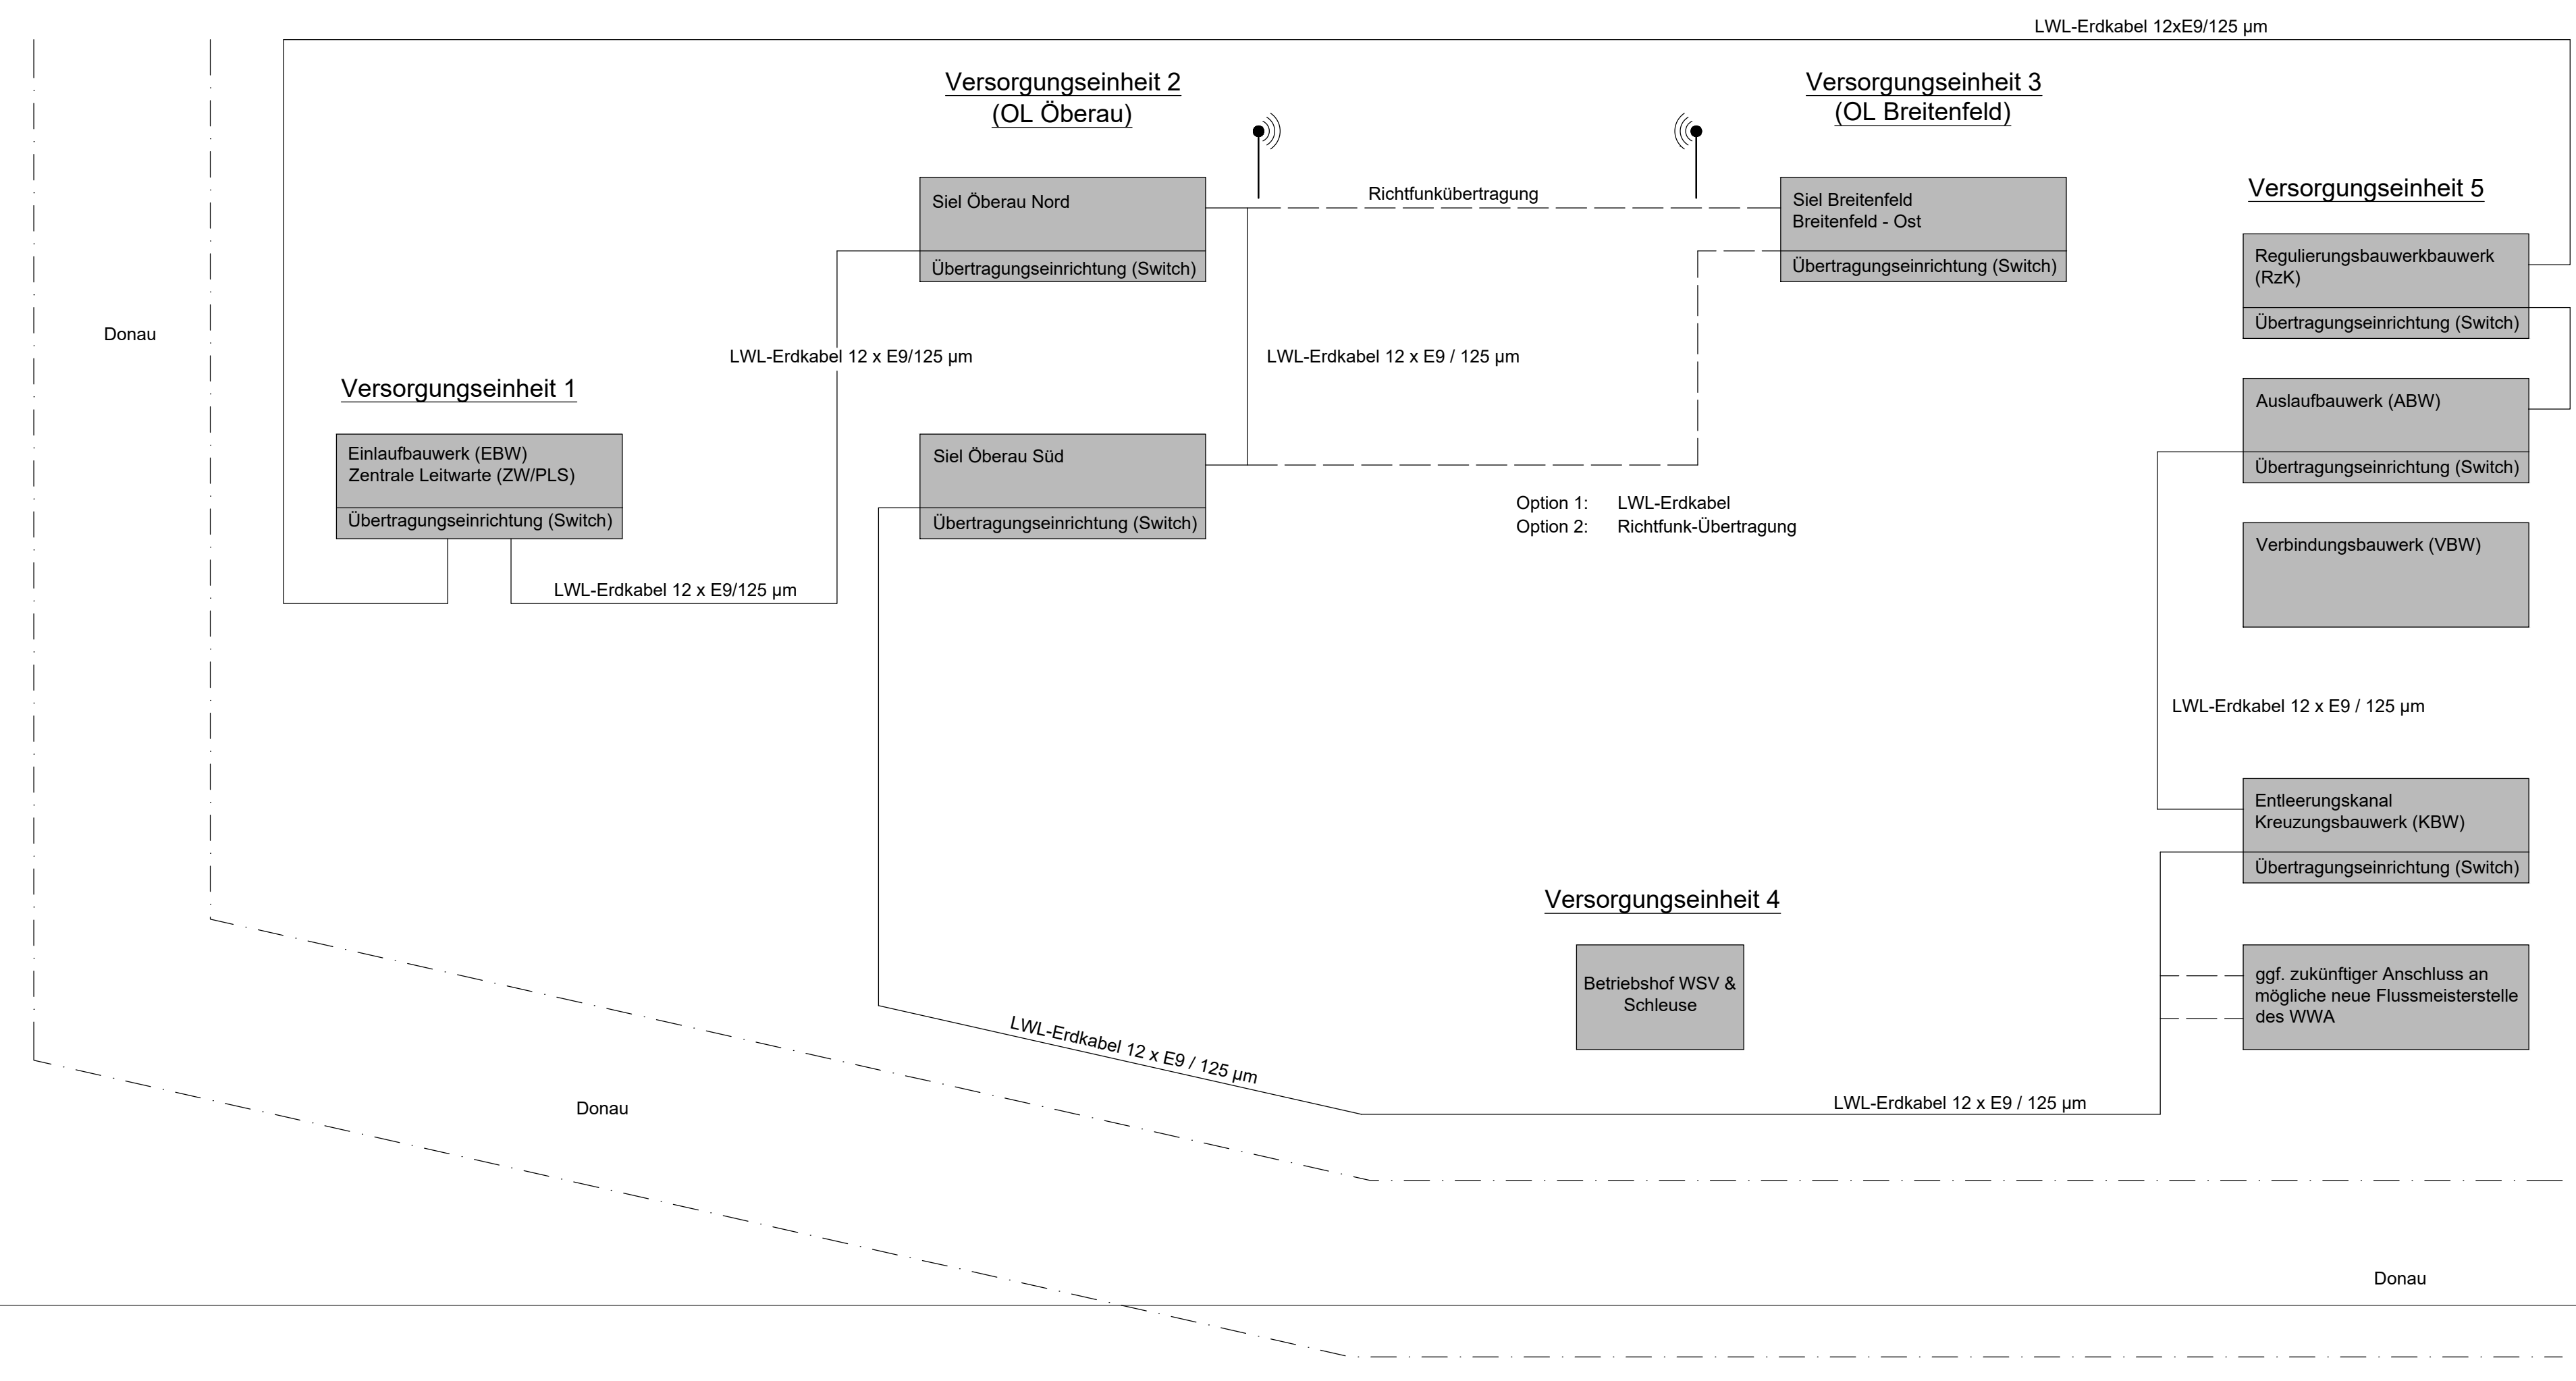 LWL-Erdkabel 12xE9/125 µm
Versorgungseinheit 2
(OL Öberau)
Versorgungseinheit 3
(OL Breitenfeld)
Versorgungseinheit 5
Siel Öberau Nord
Übertragungseinrichtung (Switch)
Richtfunkübertragung
Siel Breitenfeld
Breitenfeld - Ost
Übertragungseinrichtung (Switch)
Regulierungsbauwerkbauwerk
(RzK)
Übertragungseinrichtung (Switch)
Donau
LWL-Erdkabel 12 x E9/125 µm
LWL-Erdkabel 12 x E9 / 125 µm
Versorgungseinheit 1
Einlaufbauwerk (EBW)
Zentrale Leitwarte (ZW/PLS)
Übertragungseinrichtung (Switch)
Siel Öberau Süd
Übertragungseinrichtung (Switch)
Auslaufbauwerk (ABW)
Übertragungseinrichtung (Switch)
Option 1: LWL-Erdkabel
Option 2: Richtfunk-Übertragung
Verbindungsbauwerk (VBW)
LWL-Erdkabel 12 x E9/125 µm
LWL-Erdkabel 12 x E9 / 125 µm
Entleerungskanal
Kreuzungsbauwerk (KBW)
Übertragungseinrichtung (Switch)
Versorgungseinheit 4
Betriebshof WSV &
Schleuse
ggf. zukünftiger Anschluss an
mögliche neue Flussmeisterstelle
des WWA
LWL-Erdkabel 12 x E9 / 125 µm
LWL-Erdkabel 12 x E9 / 125 µm
Donau
Donau